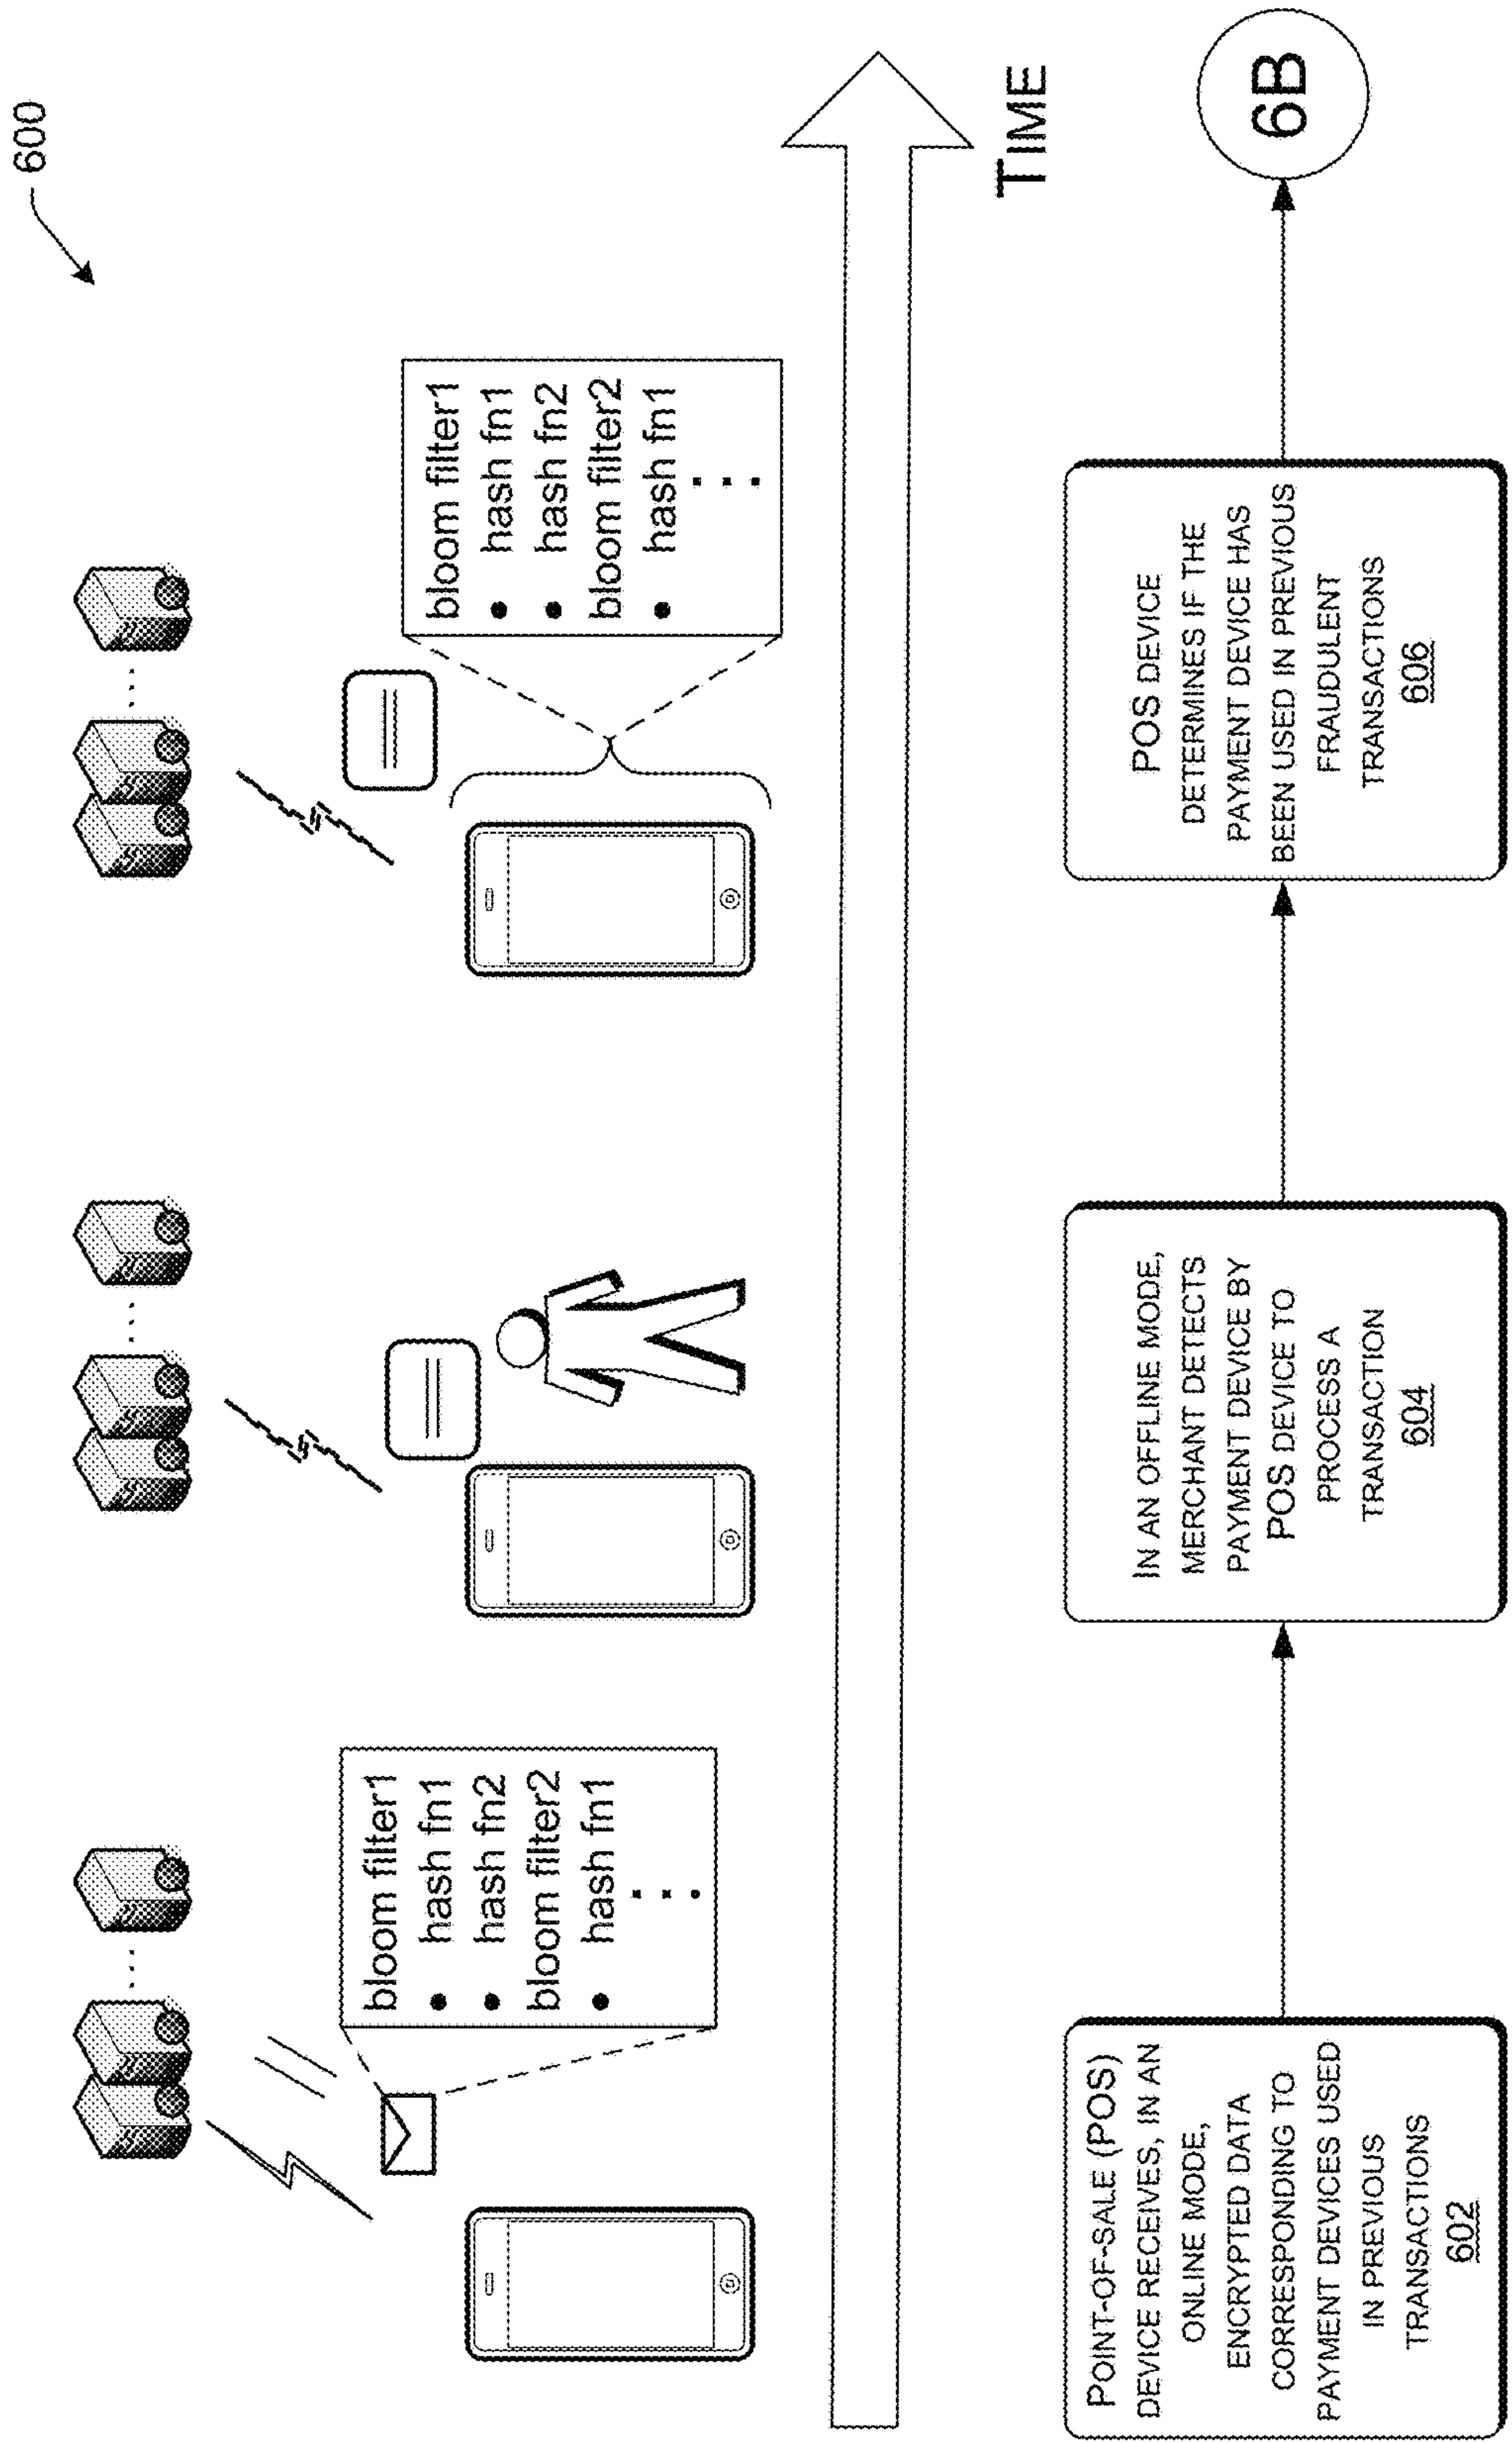 600
bloom filter1
• hash fn1
• hash fn2
bloom filter2
• hash fn1
bloom filter1
• hash fn1
• hash fn2
bloom filter2
• hash fn1
TIME
POINT-OF-SALE (POS)
DEVICE RECEIVES, IN AN
ONLINE MODE,
ENCRYPTED DATA
CORRESPONDING TO
PAYMENT DEVICES USED
IN PREVIOUS
TRANSACTIONS
602
IN AN OFFLINE MODE,
MERCHANT DETECTS
PAYMENT DEVICE BY
POS DEVICE TO
PROCESS A
TRANSACTION
604
POS DEVICE
DETERMINES IF THE
PAYMENT DEVICE HAS
BEEN USED IN PREVIOUS
FRAUDULENT
TRANSACTIONS
606
6B